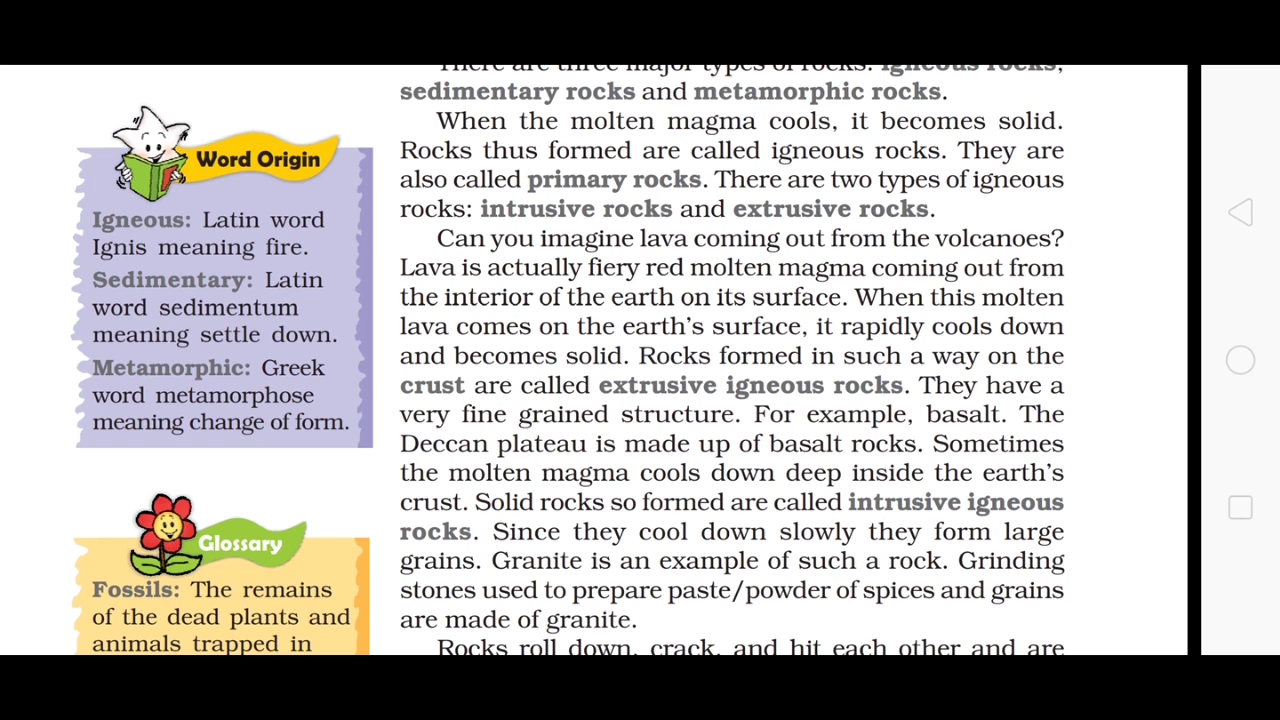 There are three major types of rocks: igneous rocks,
sedimentary rocks and metamorphic rocks.
When the molten magma cools, it becomes solid.
Rocks thus formed are called igneous rocks. They are
also called primary rocks. There are two types of igneous
rocks: intrusive rocks and extrusive rocks.
Can you imagine lava coming out from the volcanoes?
Lava is actually fiery red molten magma coming out from
the interior of the earth on its surface. When this molten
lava comes on the earth's surface, it rapidly cools down
and becomes solid. Rocks formed in such a way on the
crust are called extrusive igneous rocks. They have a
very fine grained structure. For example, basalt. The
Deccan plateau is made up of basalt rocks. Sometimes
the molten magma cools down deep inside the earth's
crust. Solid rocks so formed are called intrusive igneous
rocks. Since they cool down slowly they form large
grains. Granite is an example of such a rock. Grinding
stones used to prepare paste/powder of spices and grains
are made of granite.
Rocks roll down, crack, and hit each other and are
Word Origin
Igneous: Latin word
Ignis meaning fire.
Sedimentary: Latin
word sedimentum
meaning settle down.
Metamorphic: Greek
word metamorphose
meaning change of form.
Glossary
Fossils: The remains
of the dead plants and
animals trapped in